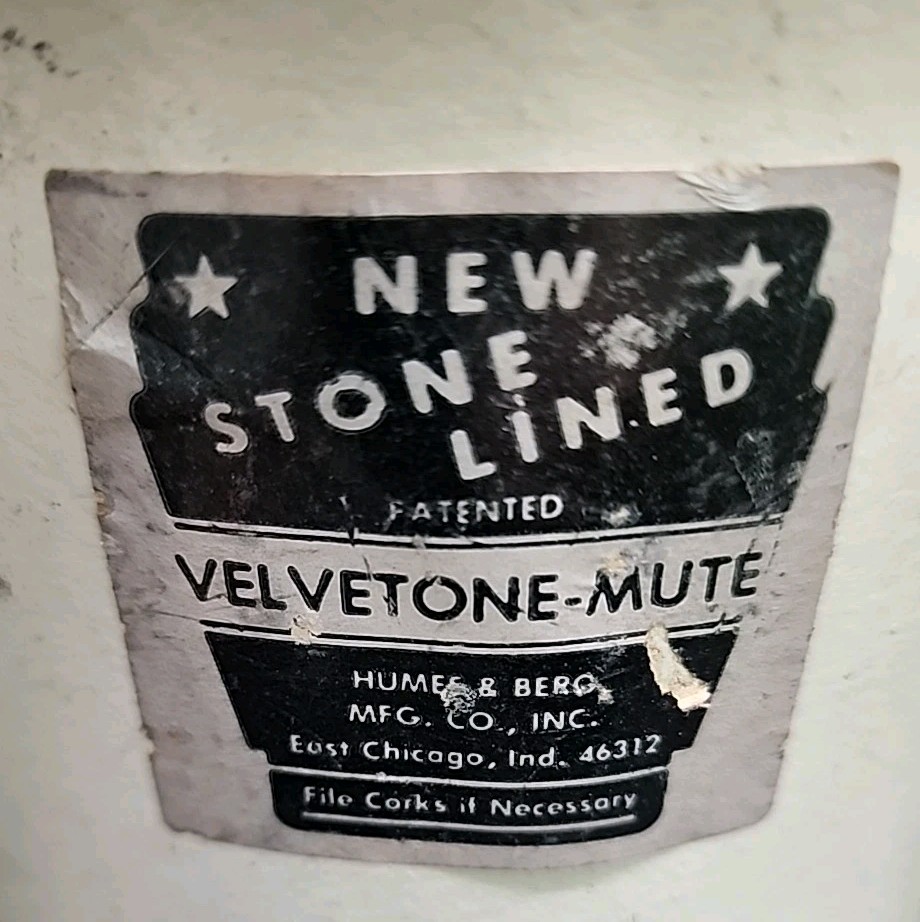 NEW
STONE
LINED
PATENTED
VELVETONE-MUTE
HUMES & BERG
MFG. CO., INC.
East Chicago, Ind. 46312
File Corks if Necessary